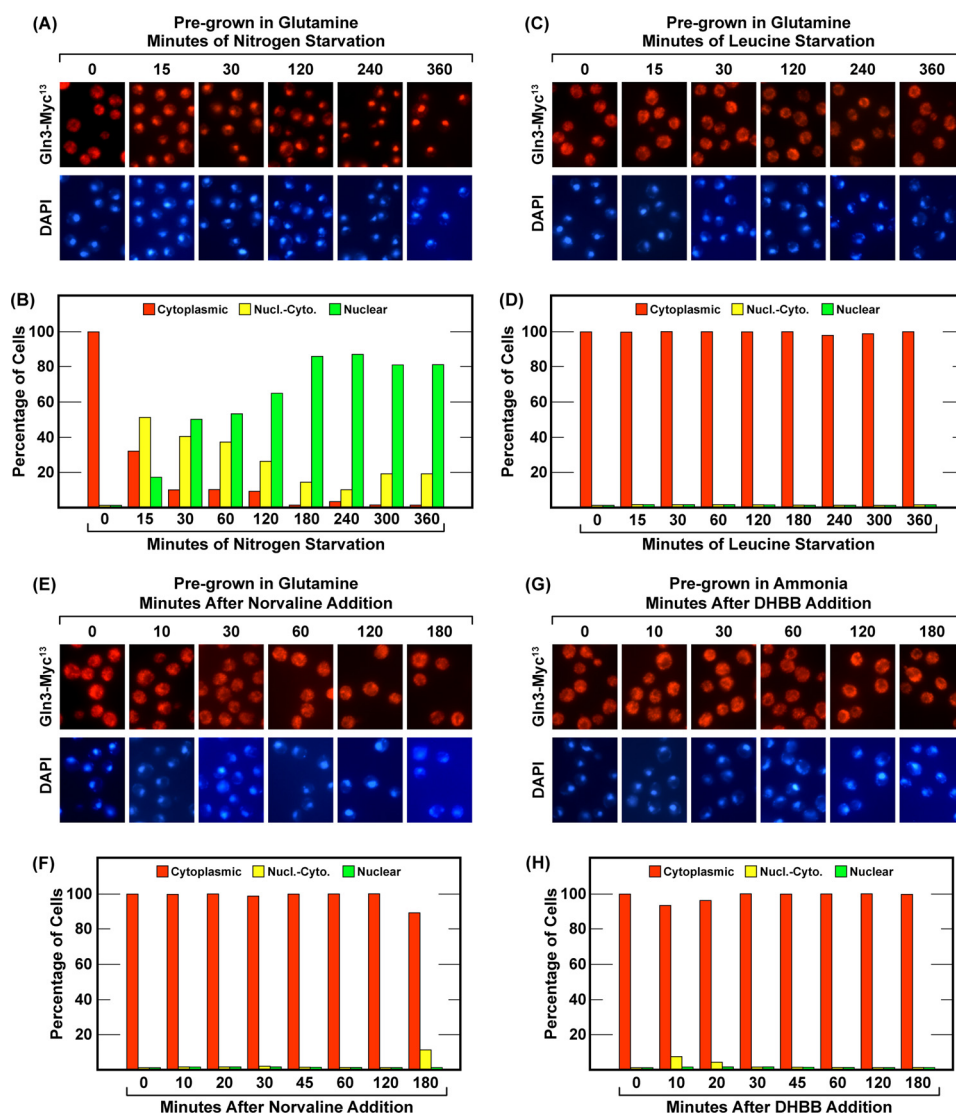 (A) Pre-grown in Glutamine
Minutes of Nitrogen Starvation
0 15 30 120 240 360
Gln3-Myc¹³
DAPI
(B)
Cytoplasmic Nucl.-Cyto. Nuclear
Percentage of Cells
100
80
60
40
20
0 15 30 60 120 180 240 300 360
Minutes of Nitrogen Starvation
(C) Pre-grown in Glutamine
Minutes of Leucine Starvation
0 15 30 120 240 360
Gln3-Myc¹³
DAPI
(D)
Cytoplasmic Nucl.-Cyto. Nuclear
Percentage of Cells
100
80
60
40
20
0 15 30 60 120 180 240 300 360
Minutes of Leucine Starvation
(E) Pre-grown in Glutamine
Minutes After Norvaline Addition
0 10 30 60 120 180
Gln3-Myc¹³
DAPI
(F)
Cytoplasmic Nucl.-Cyto. Nuclear
Percentage of Cells
100
80
60
40
20
0 10 20 30 45 60 120 180
Minutes After Norvaline Addition
(G) Pre-grown in Ammonia
Minutes After DHBB Addition
0 10 30 60 120 180
Gln3-Myc¹³
DAPI
(H)
Cytoplasmic Nucl.-Cyto. Nuclear
Percentage of Cells
100
80
60
40
20
0 10 20 30 45 60 120 180
Minutes After DHBB Addition